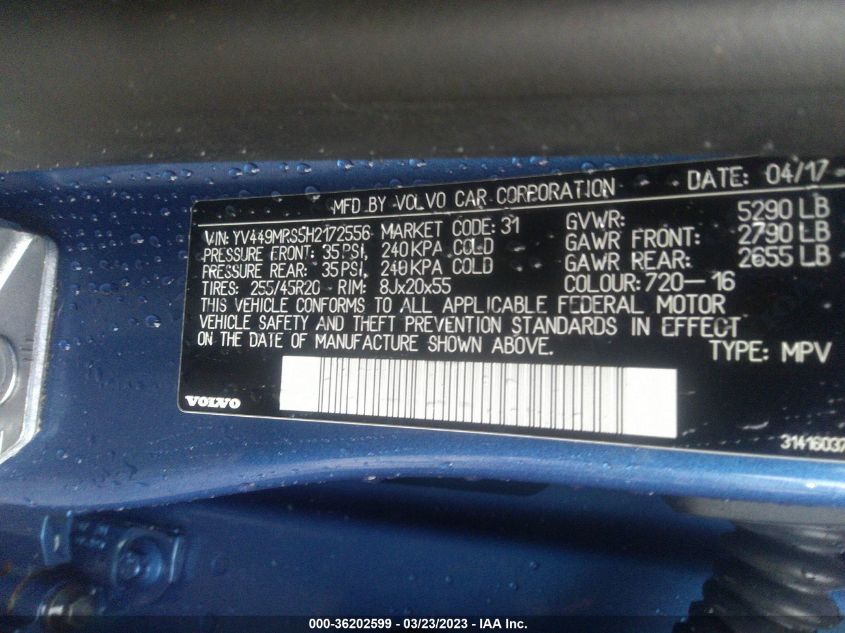 MFD BY VOLVO CAR CORPORATION DATE: 04/17
VIN: YV449MRS5H2172556 MARKET CODE: 31 GVWR: 5290 LB
PRESSURE FRONT: 35PSI, 240KPA COLD GAWR FRONT: 2790 LB
PRESSURE REAR: 35PSI, 240KPA COLD GAWR REAR: 2655 LB
TIRES: 255/45R20 RIM: 8Jx20x55 COLOUR: 720-16
THIS VEHICLE CONFORMS TO ALL APPLICABLE FEDERAL MOTOR
VEHICLE SAFETY AND THEFT PREVENTION STANDARDS IN EFFECT
ON THE DATE OF MANUFACTURE SHOWN ABOVE. TYPE: MPV
VOLVO
31416037
000-36202599 / 03/23/2023 - IAA Inc.